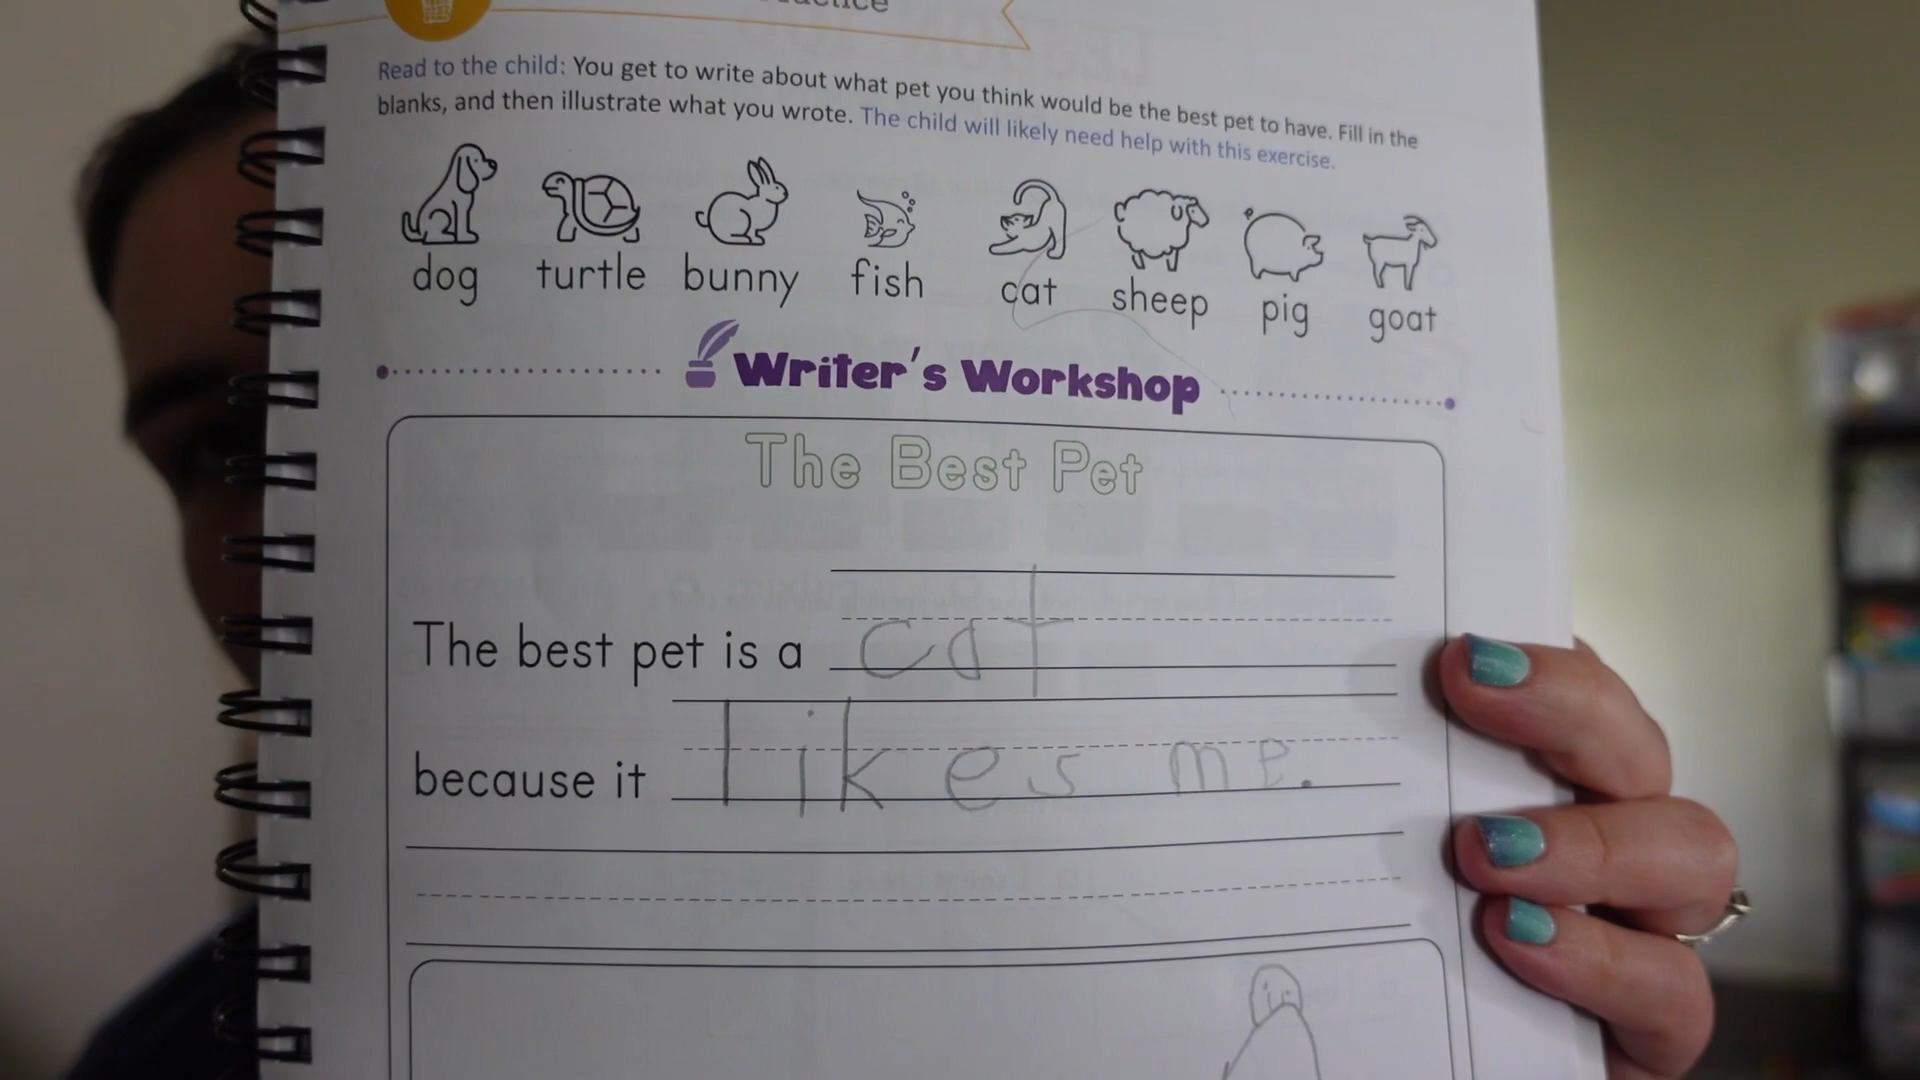 Read to the child: You get to write about what pet you think would be the best pet to have. Fill in the
blanks, and then illustrate what you wrote. The child will likely need help with this exercise.
dog turtle bunny fish cat sheep pig goat
Writer's Workshop
The Best Pet
The best pet is a cat
because it likes me.